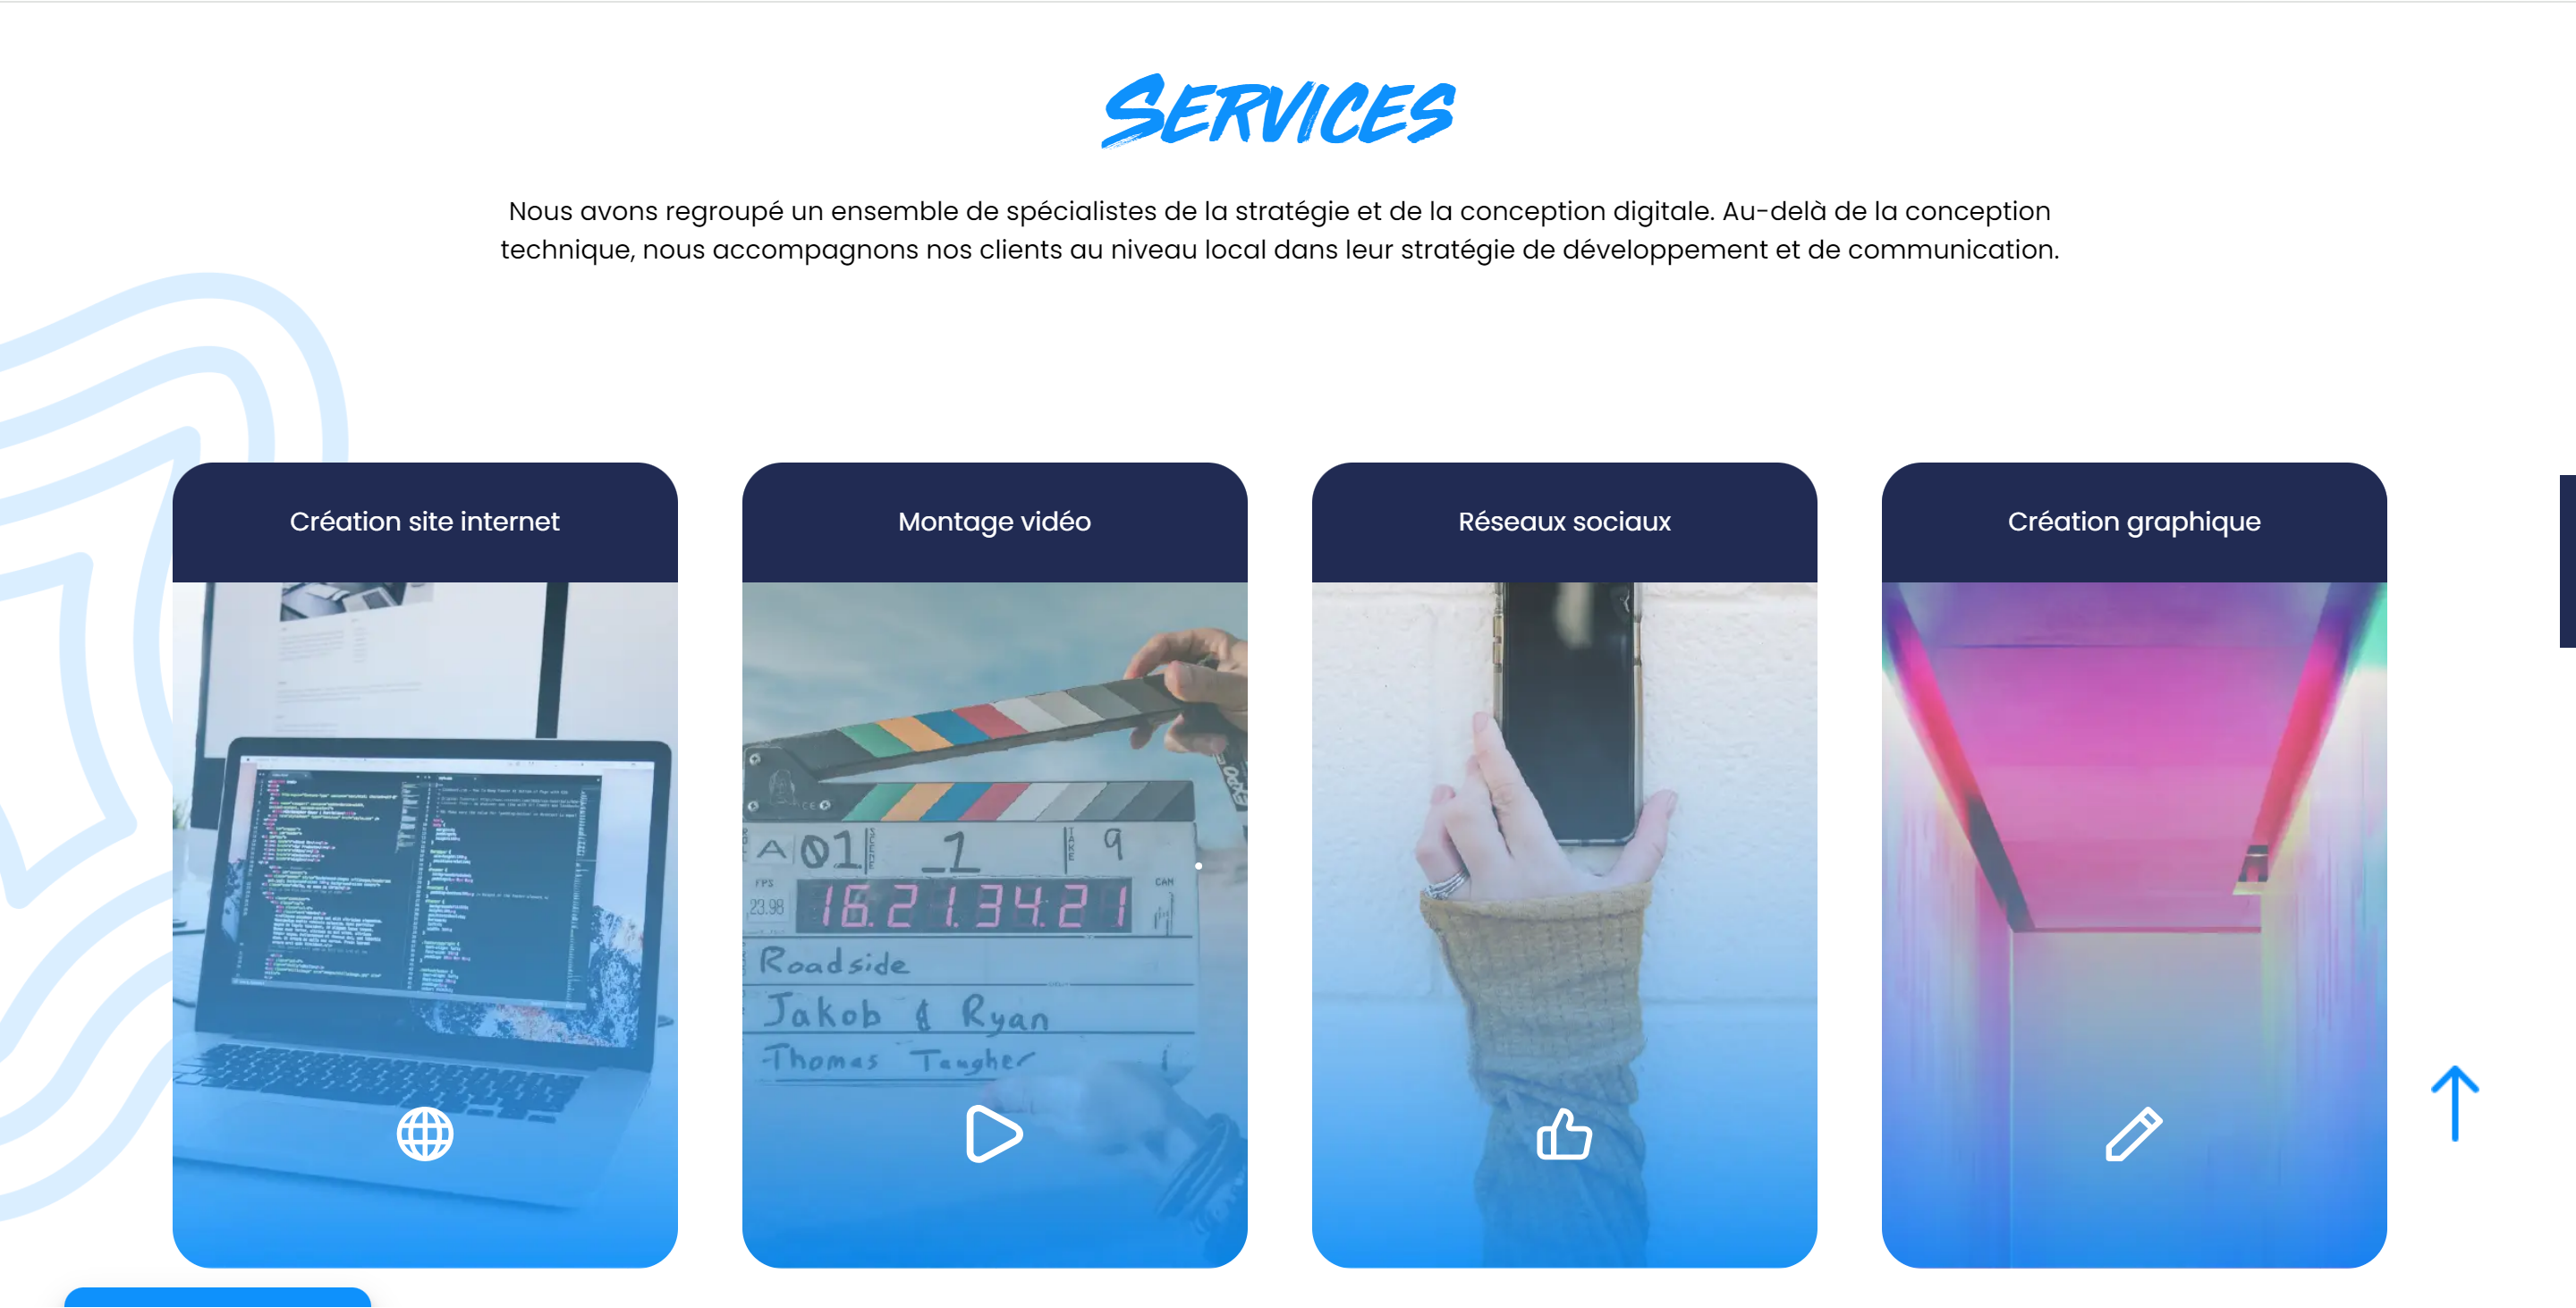 SERVICES
Nous avons regroupé un ensemble de spécialistes de la stratégie et de la conception digitale. Au-delà de la conception
technique, nous accompagnons nos clients au niveau local dans leur stratégie de développement et de communication.
Création site internet
Montage vidéo
Réseaux sociaux
Création graphique
A 01 SCENE 1 TAKE 9
FPS
23.98
16.21.34.21
CAM
Roadside
Jakob & Ryan
Thomas Taugher